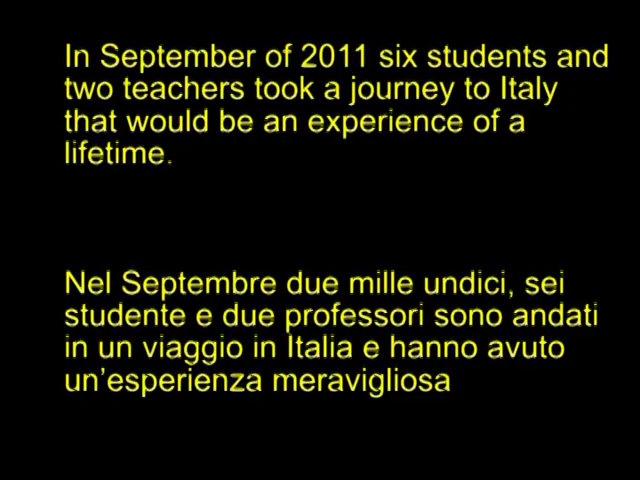 In September of 2011 six students and
two teachers took a journey to Italy
that would be an experience of a
lifetime.
Nel Septembre due mille undici, sei
studente e due professori sono andati
in un viaggio in Italia e hanno avuto
un'esperienza meravigliosa